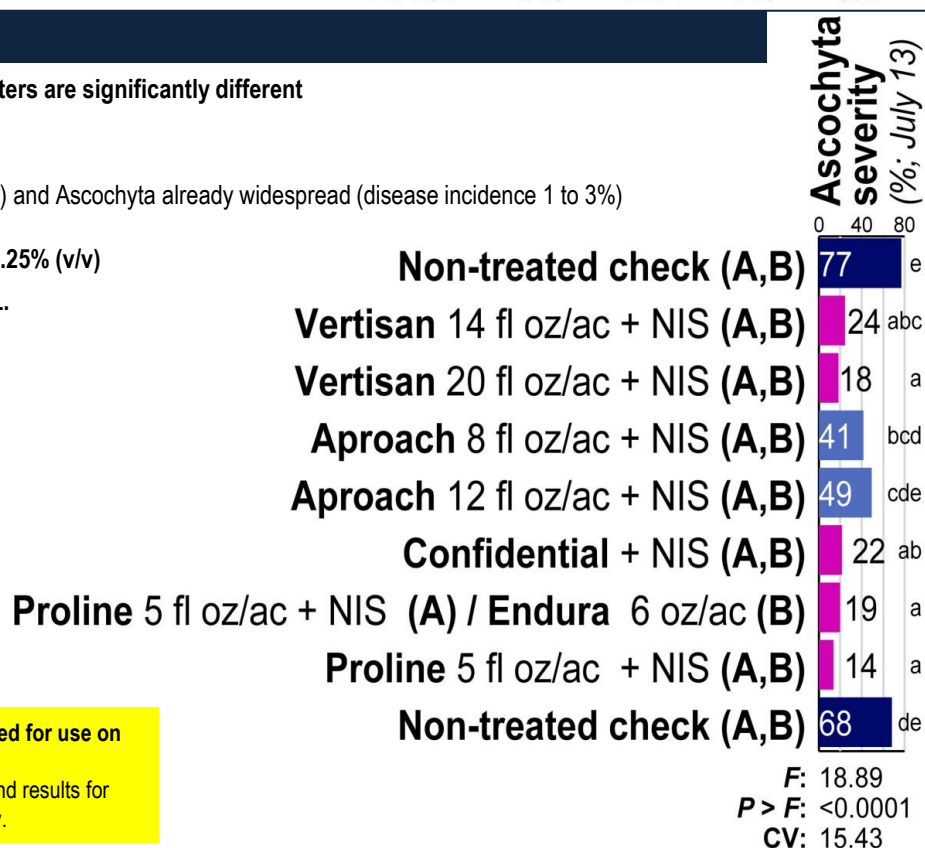 Ascochyta
severity
(%; July 13)
ters are significantly different
) and Ascochyta already widespread (disease incidence 1 to 3%)
.25% (v/v)
0 40 80
Non-treated check (A,B) 77 e
Vertisan 14 fl oz/ac + NIS (A,B) 24 abc
Vertisan 20 fl oz/ac + NIS (A,B) 18 a
Aproach 8 fl oz/ac + NIS (A,B) 41 bcd
Aproach 12 fl oz/ac + NIS (A,B) 49 cde
Confidential + NIS (A,B) 22 ab
Proline 5 fl oz/ac + NIS (A) / Endura 6 oz/ac (B) 19 a
Proline 5 fl oz/ac + NIS (A,B) 14 a
Non-treated check (A,B) 68 de
ed for use on
nd results for
F: 18.89
P > F: <0.0001
CV: 15.43